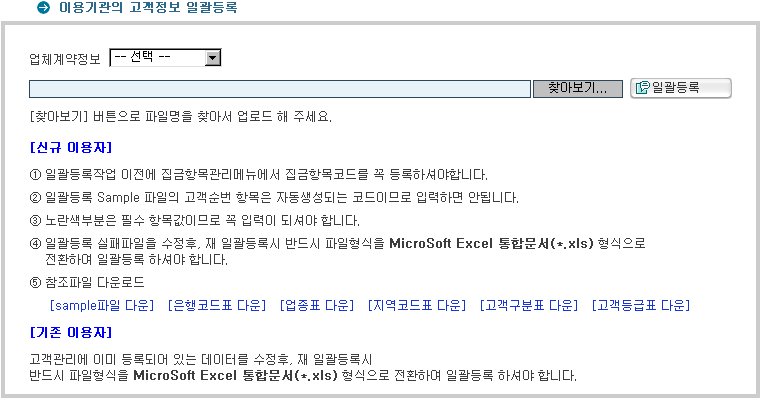 이용기관의 고객정보 일괄등록
업체계약정보 -- 선택 --
찾아보기... 일괄등록
[찾아보기] 버튼으로 파일명을 찾아서 업로드 해 주세요.
[신규 이용자]
① 일괄등록작업 이전에 집금항목관리메뉴에서 집금항목코드를 꼭 등록하셔야합니다.
② 일괄등록 Sample 파일의 고객순번 항목은 자동생성되는 코드이므로 입력하면 안됩니다.
③ 노란색부분은 필수 항목값이므로 꼭 입력이 되셔야 합니다.
④ 일괄등록 실패파일을 수정후, 재 일괄등록시 반드시 파일형식을 MicroSoft Excel 통합문서(*.xls) 형식으로
전환하여 일괄등록 하셔야 합니다.
⑤ 참조파일 다운로드
[sample파일 다운] [은행코드표 다운] [업종표 다운] [지역코드표 다운] [고객구분표 다운] [고객등급표 다운]
[기존 이용자]
고객관리에 이미 등록되어 있는 데이터를 수정후, 재 일괄등록시
반드시 파일형식을 MicroSoft Excel 통합문서(*.xls) 형식으로 전환하여 일괄등록 하셔야 합니다.